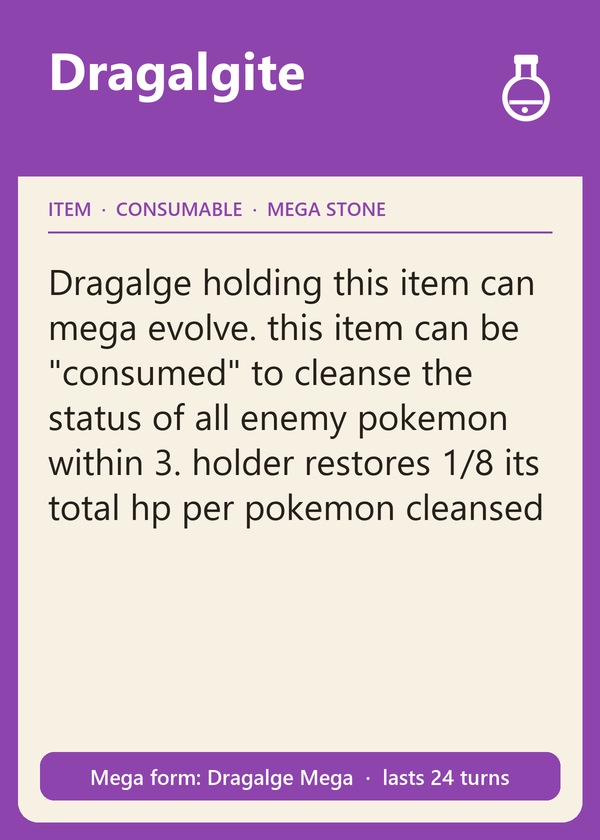 Dragalgite
ITEM · CONSUMABLE · MEGA STONE
Dragalge holding this item can
mega evolve. this item can be
"consumed" to cleanse the
status of all enemy pokemon
within 3. holder restores 1/8 its
total hp per pokemon cleansed
Mega form: Dragalge Mega · lasts 24 turns